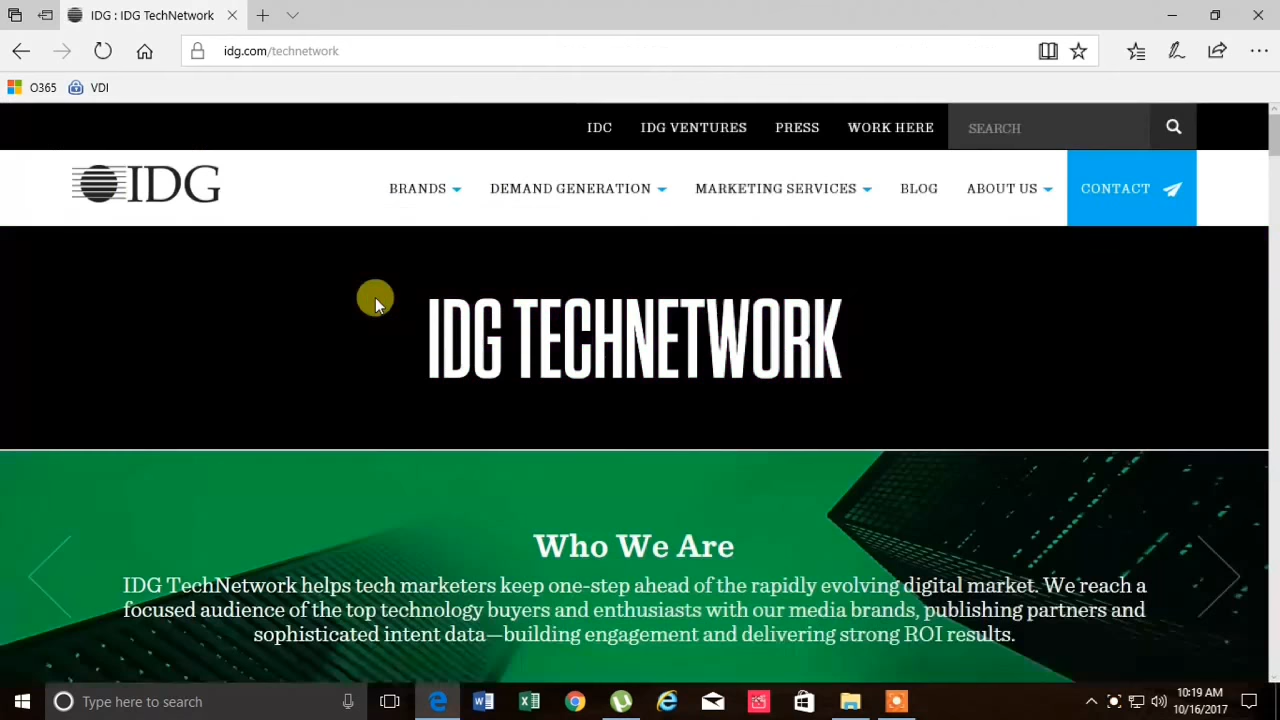 IDG : IDG TechNetwork
idg.com/technetwork
O365
VDI
IDC
IDG VENTURES
PRESS
WORK HERE
SEARCH
IDG
BRANDS
DEMAND GENERATION
MARKETING SERVICES
BLOG
ABOUT US
CONTACT
IDG TECHNETWORK
Who We Are
IDG TechNetwork helps tech marketers keep one-step ahead of the rapidly evolving digital market. We reach a
focused audience of the top technology buyers and enthusiasts with our media brands, publishing partners and
sophisticated intent data—building engagement and delivering strong ROI results.
Type here to search
10:19 AM
10/16/2017